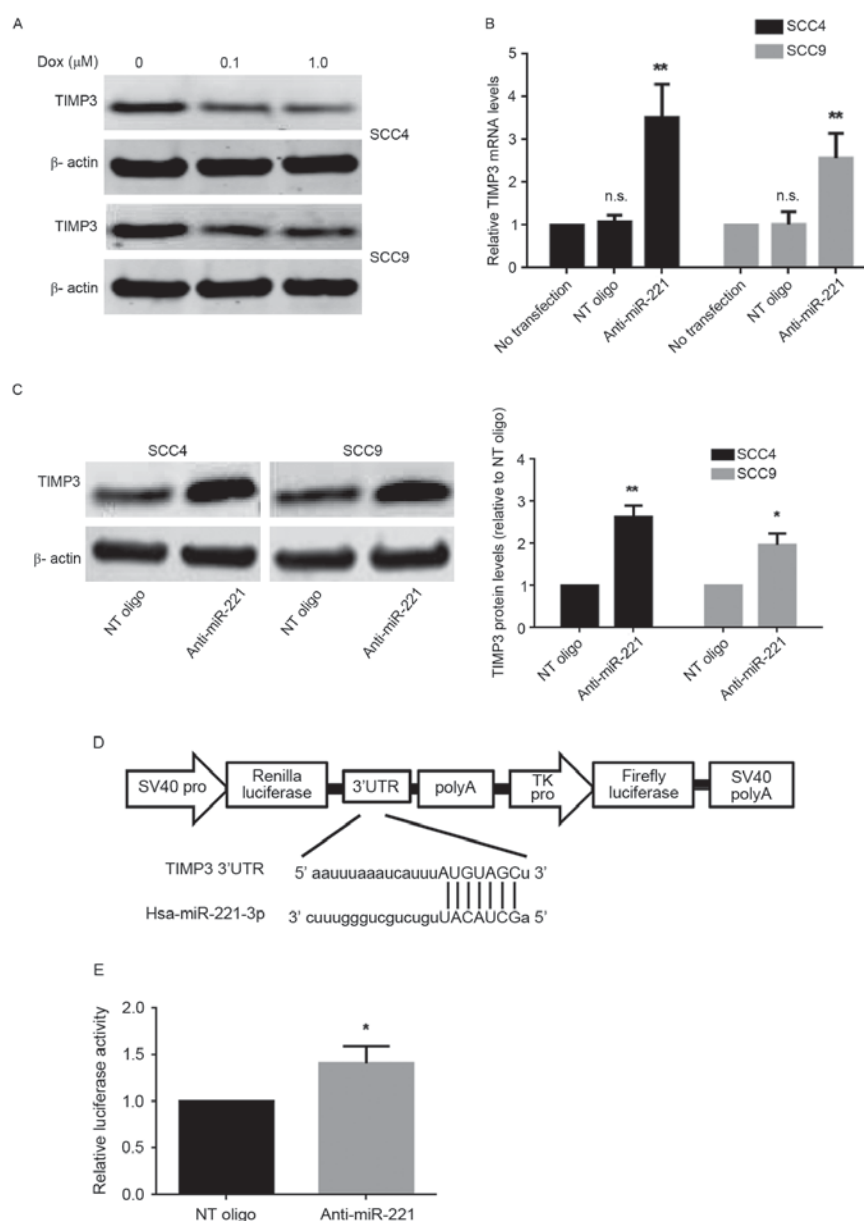 A
Dox (μM) 0 0.1 1.0
TIMP3
SCC4
β- actin
TIMP3
SCC9
β- actin
B
SCC4
SCC9
Relative TIMP3 mRNA levels
5
4
3
2
1
0
n.s.
**
n.s.
**
No transfection
NT oligo
Anti-miR-221
No transfection
NT oligo
Anti-miR-221
C
SCC4 SCC9
TIMP3
β- actin
NT oligo
Anti-miR-221
NT oligo
Anti-miR-221
TIMP3 protein levels (relative to NT oligo)
SCC4
SCC9
4
3
2
1
0
**
*
NT oligo
Anti-miR-221
NT oligo
Anti-miR-221
D
SV40 pro
Renilla
luciferase
3'UTR
polyA
TK
pro
Firefly
luciferase
SV40
polyA
TIMP3 3'UTR 5' aauuuaaaucauuuAUGUAGCu 3'
Hsa-miR-221-3p 3' cuuugggucgucuguUACAUCGa 5'
E
Relative luciferase activity
2.0
1.5
1.0
0.5
0.0
*
NT oligo
Anti-miR-221